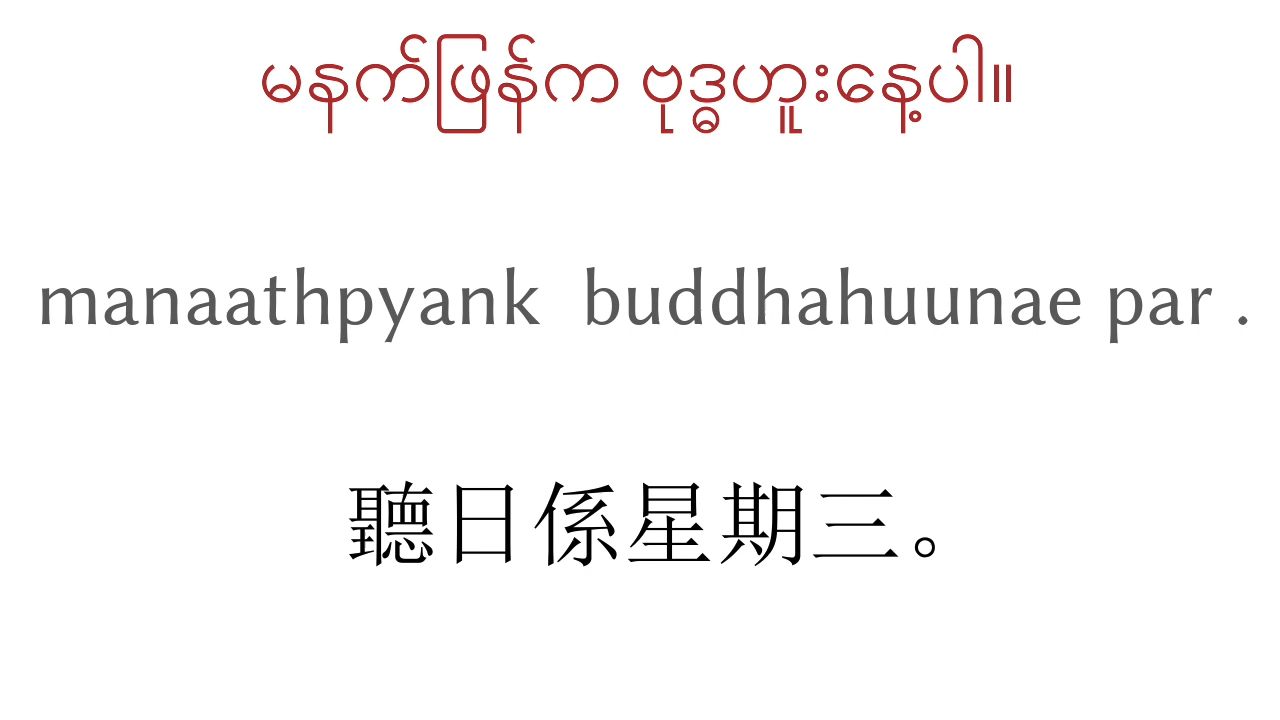 မနက်ဖြန်က ဗုဒ္ဓဟူးနေ့ပါ။
manaathpyank buddhahuunae par .
聽日係星期三。